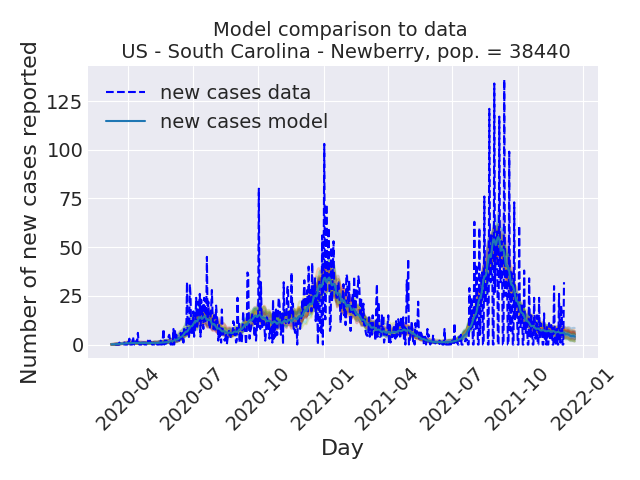 Model comparison to data
US - South Carolina - Newberry, pop. = 38440
Number of new cases reported
125
100
75
50
25
0
new cases data
new cases model
2020-04
2020-07
2020-10
2021-01
2021-04
2021-07
2021-10
2022-01
Day